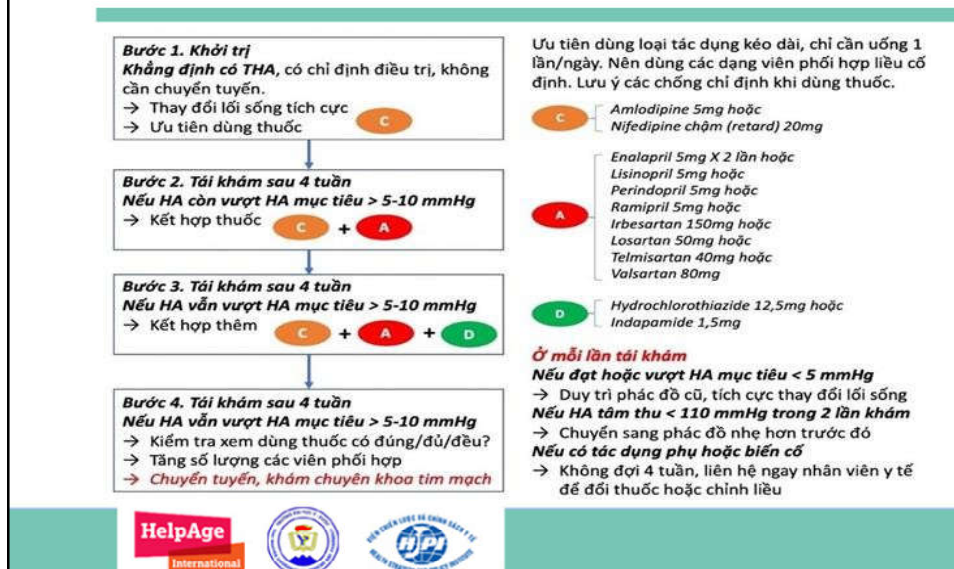 Bước 1. Khởi trị
Khẳng định có THA, có chỉ định điều trị, không
cần chuyển tuyến.
→ Thay đổi lối sống tích cực
→ Ưu tiên dùng thuốc C
Bước 2. Tái khám sau 4 tuần
Nếu HA còn vượt HA mục tiêu > 5-10 mmHg
→ Kết hợp thuốc C + A
Bước 3. Tái khám sau 4 tuần
Nếu HA vẫn vượt HA mục tiêu > 5-10 mmHg
→ Kết hợp thêm C + A + D
Bước 4. Tái khám sau 4 tuần
Nếu HA vẫn vượt HA mục tiêu > 5-10 mmHg
→ Kiểm tra xem dùng thuốc có đúng/đủ/đều?
→ Tăng số lượng các viên phối hợp
→ Chuyển tuyến, khám chuyên khoa tim mạch
Ưu tiên dùng loại tác dụng kéo dài, chỉ cần uống 1
lần/ngày. Nên dùng các dạng viên phối hợp liều cố
định. Lưu ý các chống chỉ định khi dùng thuốc.
C
Amlodipine 5mg hoặc
Nifedipine chậm (retard) 20mg
A
Enalapril 5mg X 2 lần hoặc
Lisinopril 5mg hoặc
Perindopril 5mg hoặc
Ramipril 5mg hoặc
Irbesartan 150mg hoặc
Losartan 50mg hoặc
Telmisartan 40mg hoặc
Valsartan 80mg
D
Hydrochlorothiazide 12,5mg hoặc
Indapamide 1,5mg
Ở mỗi lần tái khám
Nếu đạt hoặc vượt HA mục tiêu < 5 mmHg
→ Duy trì phác đồ cũ, tích cực thay đổi lối sống
Nếu HA tâm thu < 110 mmHg trong 2 lần khám
→ Chuyển sang phác đồ nhẹ hơn trước đó
Nếu có tác dụng phụ hoặc biến cố
→ Không đợi 4 tuần, liên hệ ngay nhân viên y tế
để đổi thuốc hoặc chỉnh liều
HelpAge
International
VIỆN CHIẾN LƯỢC VÀ CHÍNH SÁCH Y TẾ